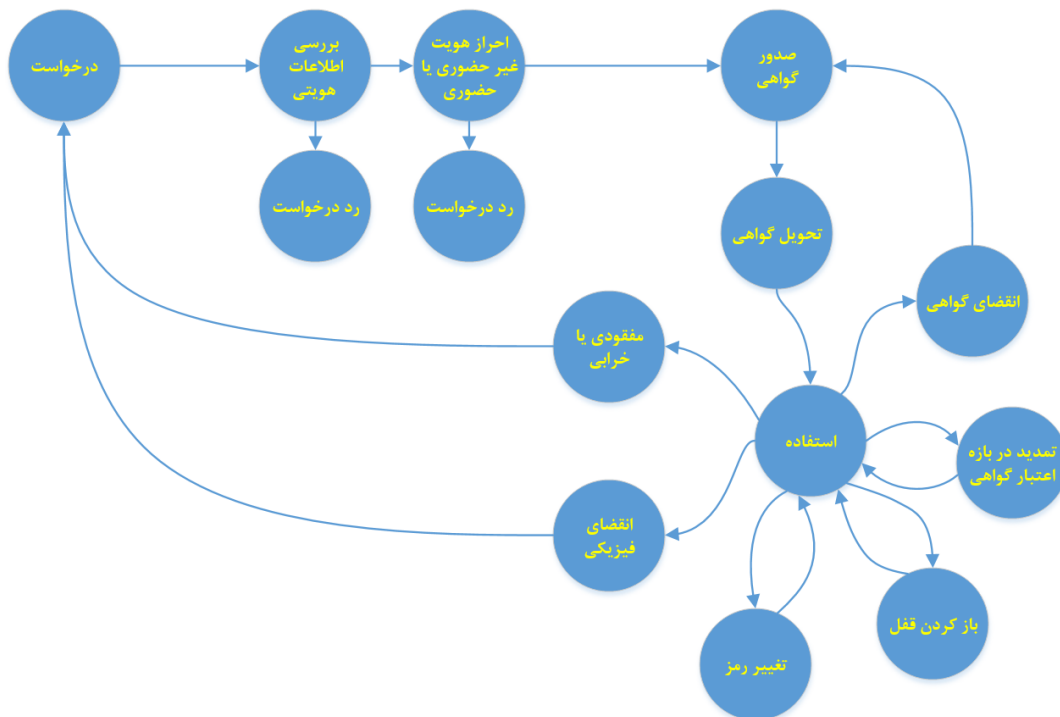 درخواست
بررسی
اطلاعات
هویتی
احراز هویت
غیر حضوری یا
حضوری
صدور
گواهی
رد درخواست
رد درخواست
تحویل گواهی
انقضای گواهی
مفقودی یا
خرابی
استفاده
تمدید در بازه
اعتبار گواهی
انقضای
فیزیکی
باز کردن قفل
تغییر رمز